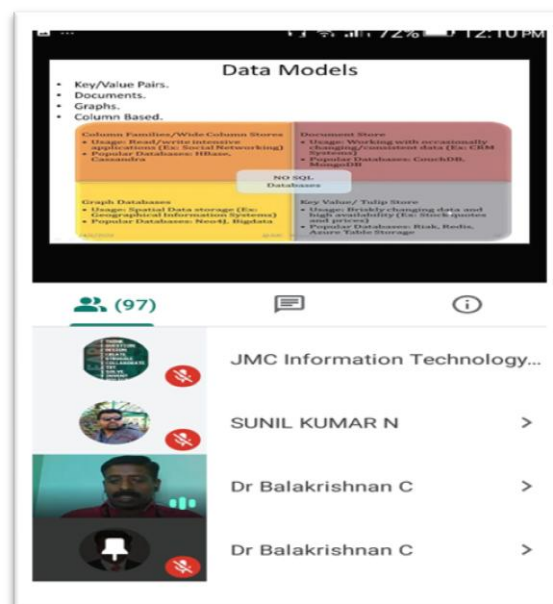 72% 12:10 PM
Data Models
• Key/Value Pairs.
• Documents.
• Graphs.
• Column Based.
Column Families/Wide Column Stores
• Usage: Read/write intensive
applications (Ex: Social Networking)
• Popular Databases: HBase,
Cassandra
Document Store
• Usage: Working with occasionally
changing/consistent data (Ex: CRM
Systems)
• Popular Databases: CouchDB,
MongoDB
NO SQL
Databases
Graph Databases
• Usage: Spatial Data storage (Ex:
Geographical Information Systems)
• Popular Databases: Neo4J, Bigdata
Key Value/ Tulip Store
• Usage: Briskly changing data and
high availability (Ex: Stock quotes
and prices)
• Popular Databases: Riak, Redis,
Azure Table Storage
(97)
JMC Information Technology...
SUNIL KUMAR N
Dr Balakrishnan C
Dr Balakrishnan C